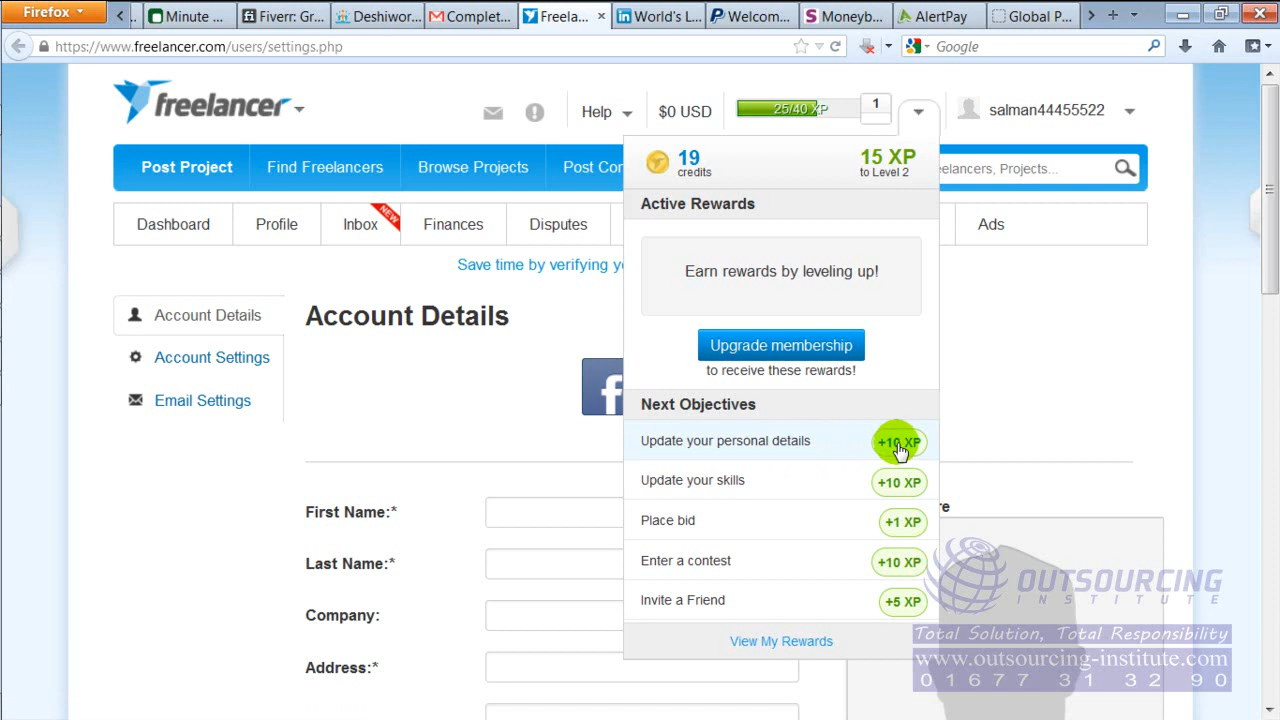 Firefox
Minute
Fiverr: Gr...
Deshiwor...
Complet...
Freela...
World's L...
Welcom...
Moneyb...
AlertPay
Global P...
https://www.freelancer.com/users/settings.php
Google
freelancer
Help
$0 USD
25/40 XP
1
salman44455522
Post Project
Find Freelancers
Browse Projects
Post Con
19
credits
15 XP
to Level 2
elancers, Projects...
Dashboard
Profile
Inbox
NEW
Finances
Disputes
Ads
Active Rewards
Save time by verifying yo
Earn rewards by leveling up!
Account Details
Account Settings
Email Settings
Account Details
f
Upgrade membership
to receive these rewards!
Next Objectives
Update your personal details
+10 XP
Update your skills
+10 XP
Place bid
+1 XP
Enter a contest
+10 XP
Invite a Friend
+5 XP
View My Rewards
First Name:*
Last Name:*
Company:
Address:*
re
OUTSOURCING
INSTITUTE
Total Solution, Total Responsibility
www.outsourcing-institute.com
01677 31 32 90